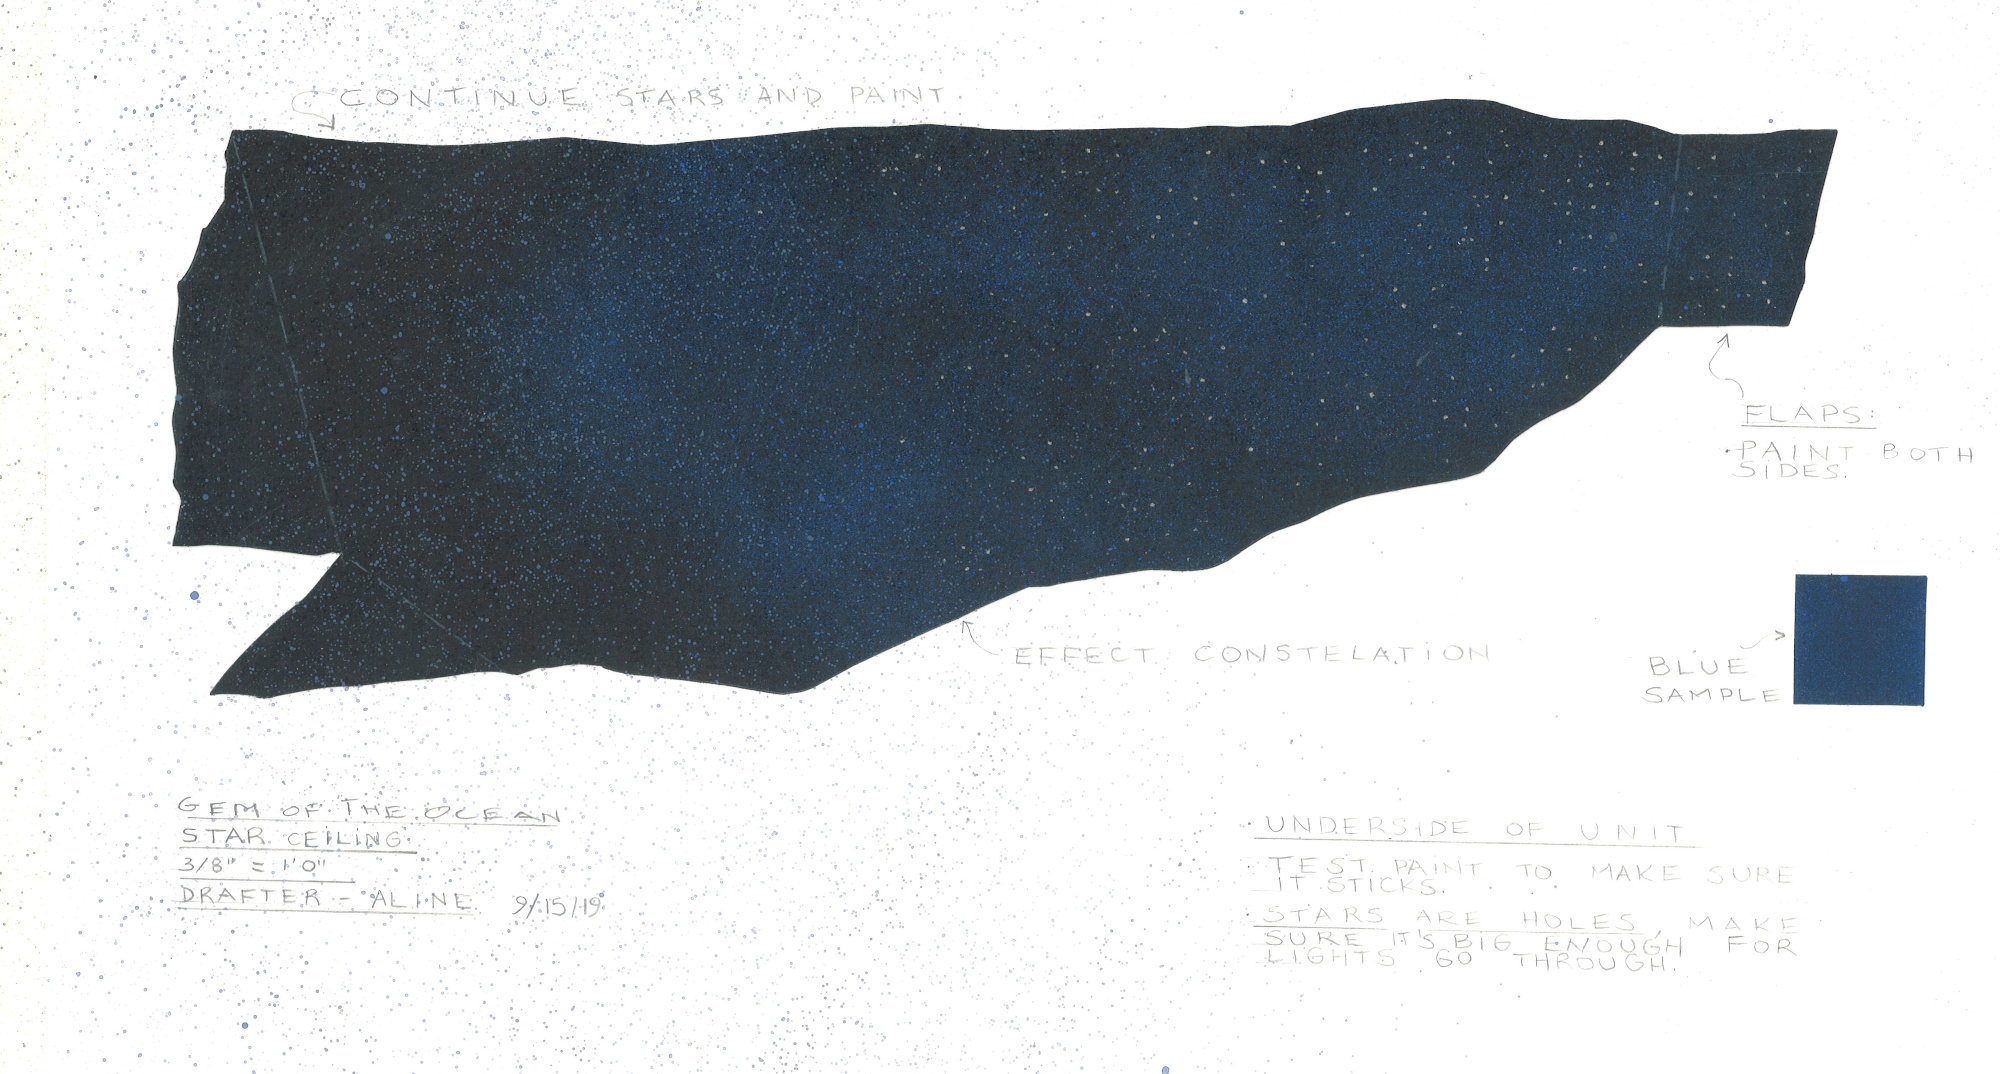 CONTINUE STARS AND PAINT
FLAPS:
·PAINT BOTH
SIDES.
EFFECT CONSTELATION
BLUE
SAMPLE
GEM OF THE OCEAN
STAR CEILING
3/8" = 1'0"
DRAFTER - ALINE 9/15/19
· UNDERSIDE OF UNIT
· TEST PAINT TO MAKE SURE
IT STICKS.
· STARS ARE HOLES, MAKE
SURE IT'S BIG ENOUGH FOR
LIGHTS GO THROUGH.